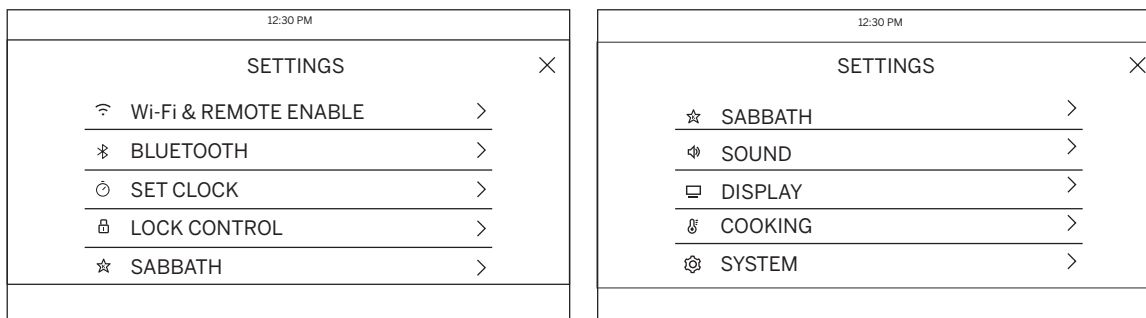 12:30 PM
SETTINGS
Wi-Fi & REMOTE ENABLE
BLUETOOTH
SET CLOCK
LOCK CONTROL
SABBATH
12:30 PM
SETTINGS
SABBATH
SOUND
DISPLAY
COOKING
SYSTEM